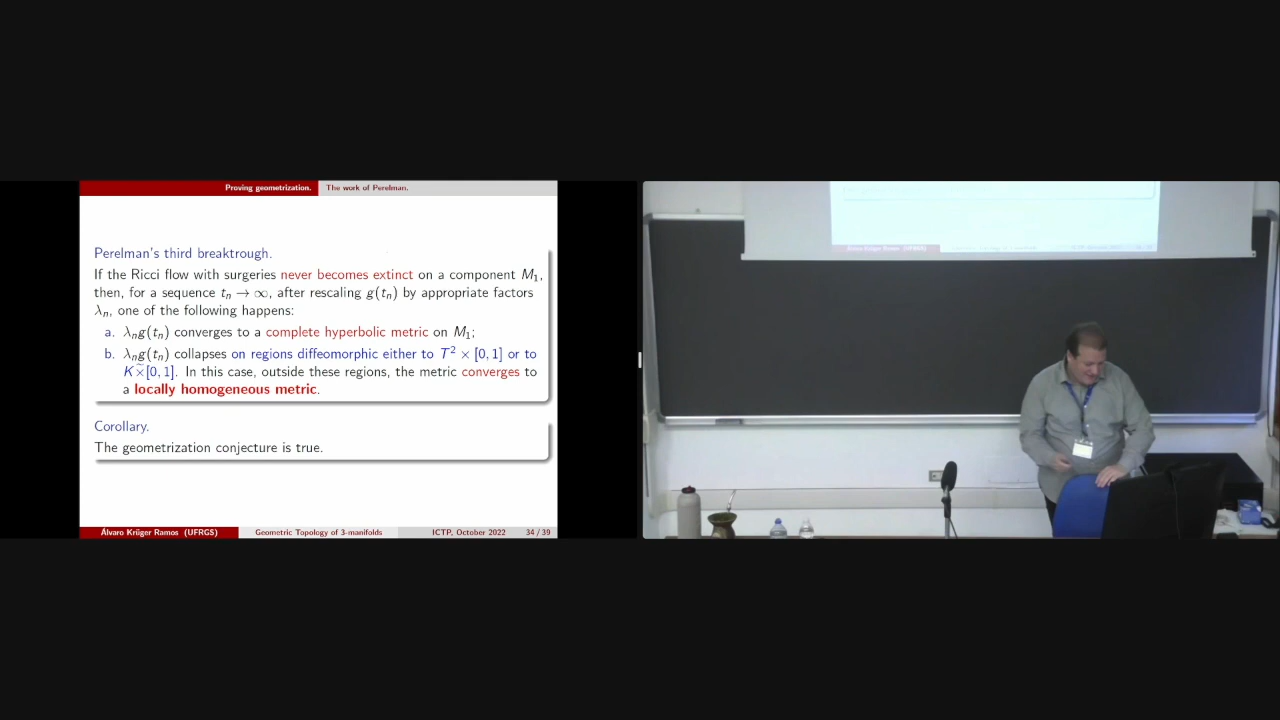 Proving geometrization. The work of Perelman.
Perelman's third breaktrough.
If the Ricci flow with surgeries never becomes extinct on a component M₁,
then, for a sequence tₙ → ∞, after rescaling g(tₙ) by appropriate factors
λₙ, one of the following happens:
a. λₙg(tₙ) converges to a complete hyperbolic metric on M₁;
b. λₙg(tₙ) collapses on regions diffeomorphic either to T² × [0, 1] or to
K×̃[0, 1]. In this case, outside these regions, the metric converges to
a locally homogeneous metric.
Corollary.
The geometrization conjecture is true.
Álvaro Krüger Ramos (UFRGS) Geometric Topology of 3-manifolds ICTP, October 2022 34 / 39